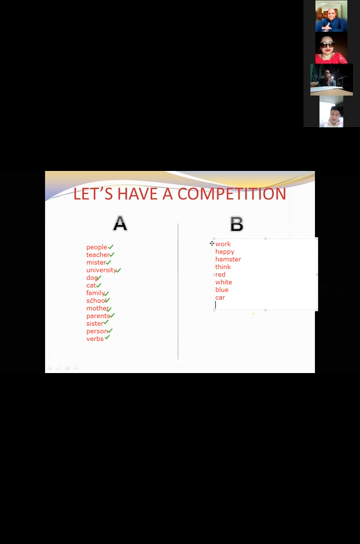 LET'S HAVE A COMPETITION
A
people
teacher
mister
university
dog
cat
family
school
mother
parents
sister
person
verbs
B
work
happy
hamster
think
red
white
blue
car